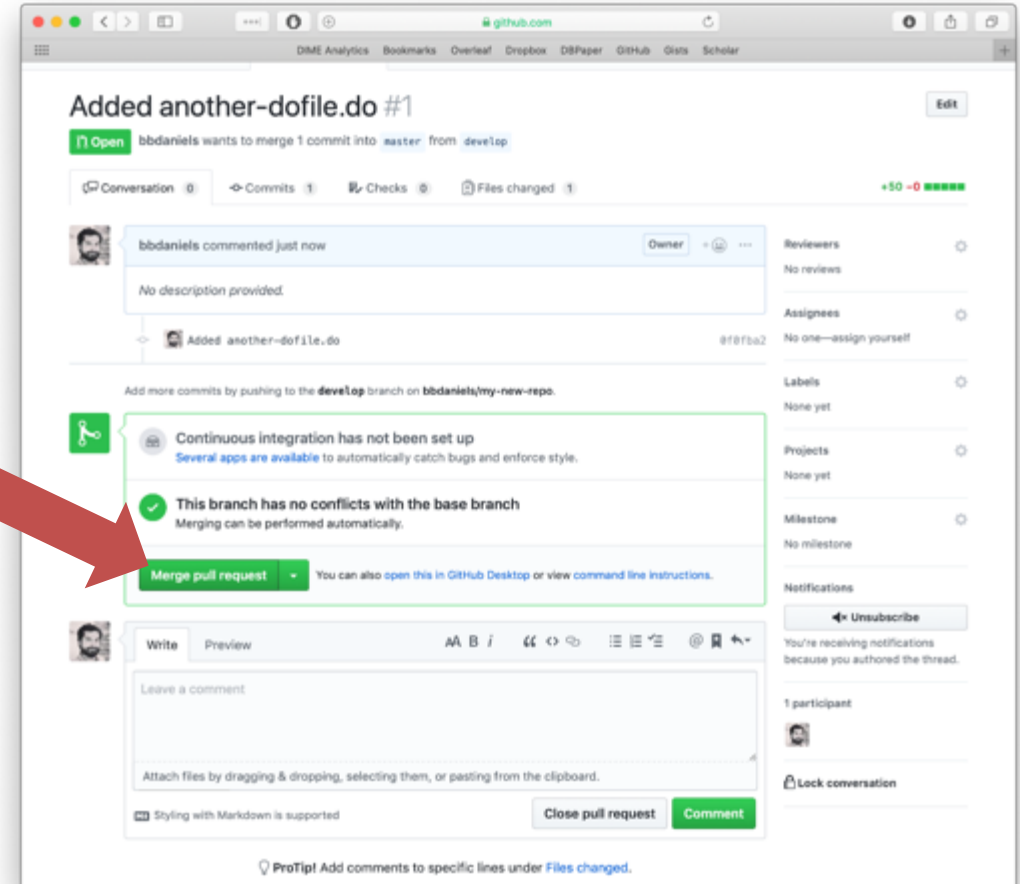 github.com
DIME Analytics Bookmarks Overleaf Dropbox DBPaper GitHub Gists Scholar
Added another-dofile.do #1
Edit
Open bbdaniels wants to merge 1 commit into master from develop
Conversation 0 Commits 1 Checks 0 Files changed 1 +50 −0
bbdaniels commented just now Owner
No description provided.
Added another-dofile.do 0f0fba2
Add more commits by pushing to the develop branch on bbdaniels/my-new-repo.
Continuous integration has not been set up
Several apps are available to automatically catch bugs and enforce style.
This branch has no conflicts with the base branch
Merging can be performed automatically.
Merge pull request You can also open this in GitHub Desktop or view command line instructions.
Write Preview AA B i
Leave a comment
Attach files by dragging & dropping, selecting them, or pasting from the clipboard.
Styling with Markdown is supported
Close pull request Comment
ProTip! Add comments to specific lines under Files changed.
Reviewers
No reviews
Assignees
No one—assign yourself
Labels
None yet
Projects
None yet
Milestone
No milestone
Notifications
Unsubscribe
You're receiving notifications
because you authored the thread.
1 participant
Lock conversation